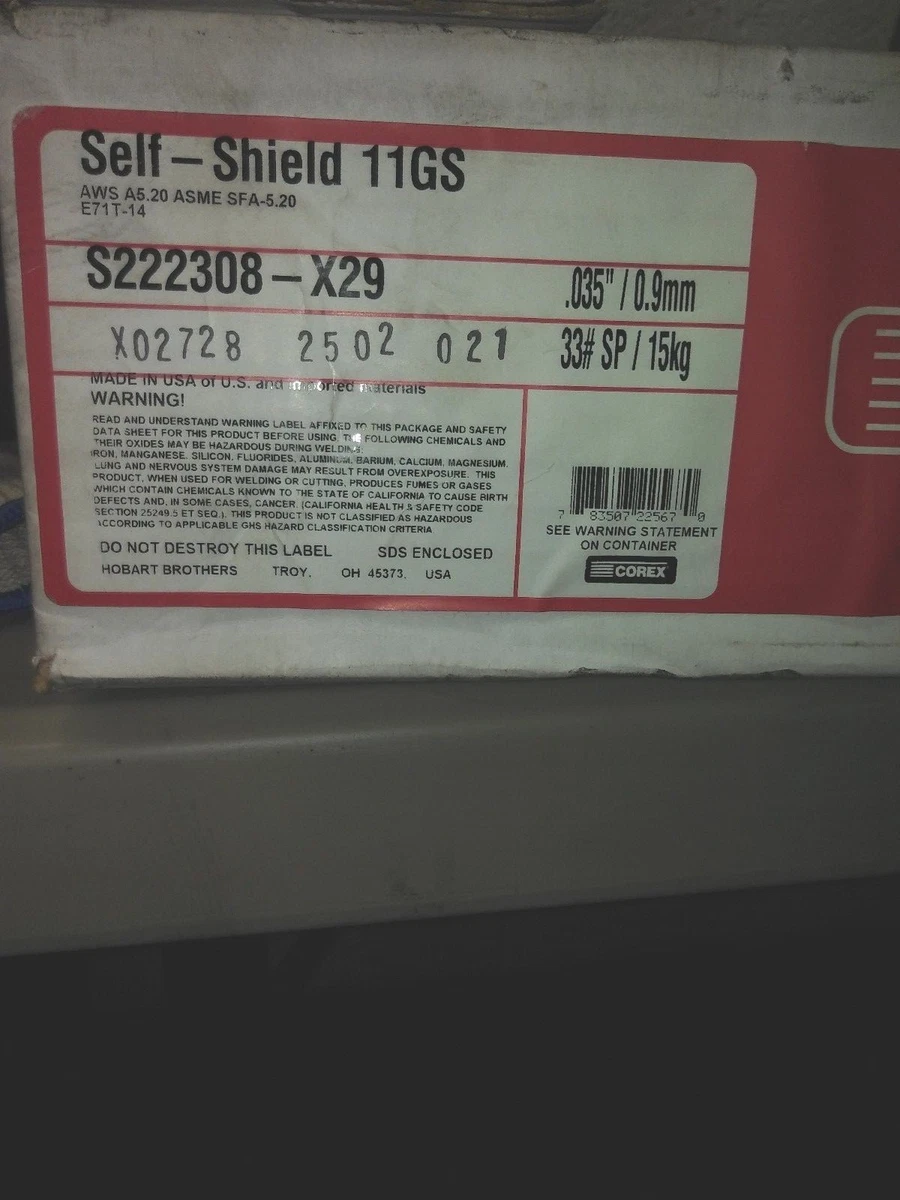 Self – Shield 11GS
AWS A5.20 ASME SFA-5.20
E71T-14
S222308 – X29
.035" / 0.9mm
X02728 2502 021
33# SP / 15kg
MADE IN USA of U.S. and imported materials
WARNING!
READ AND UNDERSTAND WARNING LABEL AFFIXED TO THIS PACKAGE AND SAFETY
DATA SHEET FOR THIS PRODUCT BEFORE USING, THE FOLLOWING CHEMICALS AND
THEIR OXIDES MAY BE HAZARDOUS DURING WELDING:
IRON, MANGANESE, SILICON, FLUORIDES, ALUMINUM, BARIUM, CALCIUM, MAGNESIUM.
LUNG AND NERVOUS SYSTEM DAMAGE MAY RESULT FROM OVEREXPOSURE. THIS
PRODUCT, WHEN USED FOR WELDING OR CUTTING, PRODUCES FUMES OR GASES
WHICH CONTAIN CHEMICALS KNOWN TO THE STATE OF CALIFORNIA TO CAUSE BIRTH
DEFECTS AND, IN SOME CASES, CANCER. (CALIFORNIA HEALTH & SAFETY CODE
SECTION 25249.5 ET SEQ.). THIS PRODUCT IS NOT CLASSIFIED AS HAZARDOUS
ACCORDING TO APPLICABLE GHS HAZARD CLASSIFICATION CRITERIA
DO NOT DESTROY THIS LABEL SDS ENCLOSED
HOBART BROTHERS TROY, OH 45373, USA
7 83507 22567 0
SEE WARNING STATEMENT
ON CONTAINER
COREX